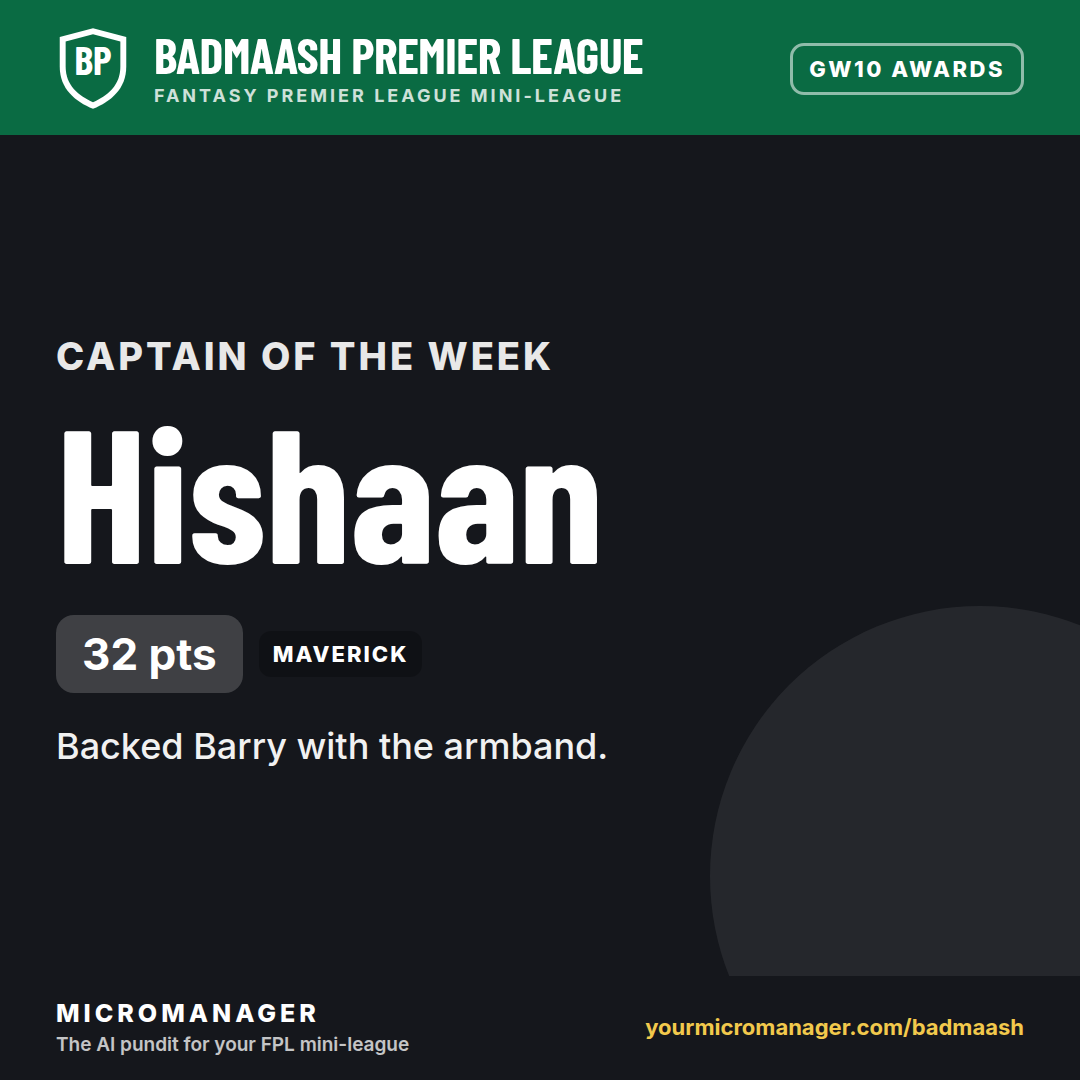 BP
BADMAASH PREMIER LEAGUE
FANTASY PREMIER LEAGUE MINI-LEAGUE
GW10 AWARDS
CAPTAIN OF THE WEEK
Hishaan
32 pts
MAVERICK
Backed Barry with the armband.
MICROMANAGER
The AI pundit for your FPL mini-league
yourmicromanager.com/badmaash